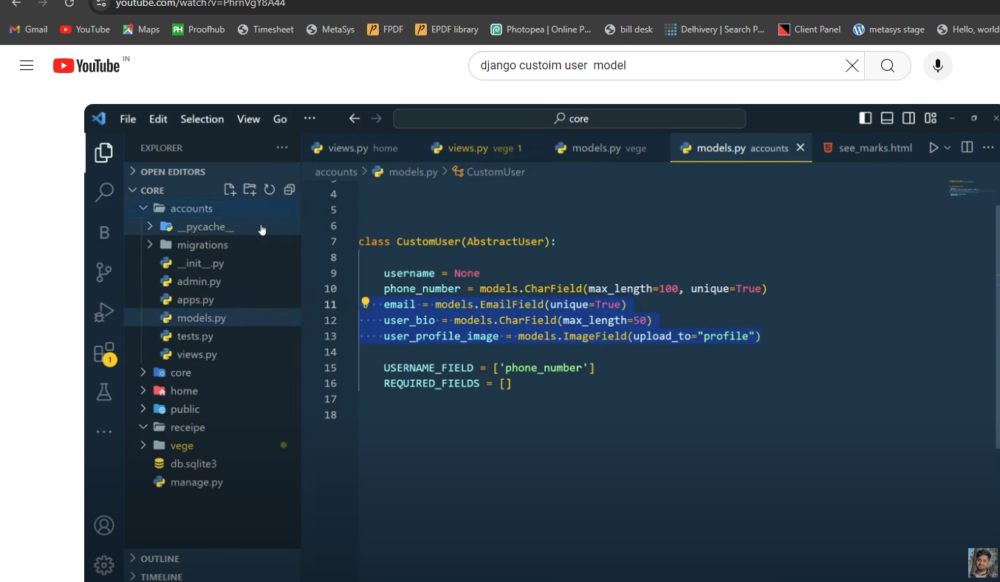 youtube.com/watch?v=PhrnVgY8A44
Gmail YouTube Maps PH Proofhub Timesheet MetaSys FPDF EPDF library Photopea | Online P... bill desk Delhivery | Search P... Client Panel metasys stage Hello, world
YouTube IN
django custoim user  model
File Edit Selection View Go ··· core
EXPLORER ···
views.py home views.py vege 1 models.py vege models.py accounts see_marks.html ···
OPEN EDITORS
accounts > models.py > CustomUser
CORE
accounts
__pycache__
migrations
__init__.py
admin.py
apps.py
models.py
tests.py
views.py
core
home
public
receipe
vege
db.sqlite3
manage.py
OUTLINE
TIMELINE
B
1
4
5
6
7 class CustomUser(AbstractUser):
8
9 username = None
10 phone_number = models.CharField(max_length=100, unique=True)
11 email = models.EmailField(unique=True)
12 user_bio = models.CharField(max_length=50)
13 user_profile_image = models.ImageField(upload_to="profile")
14
15 USERNAME_FIELD = ['phone_number']
16 REQUIRED_FIELDS = []
17
18